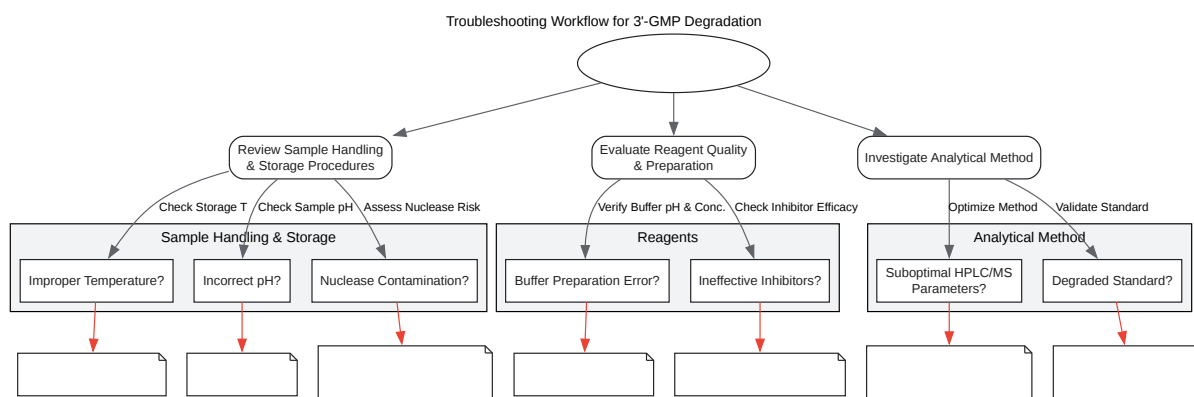 Troubleshooting Workflow for 3'-GMP Degradation
Review Sample Handling
& Storage Procedures
Evaluate Reagent Quality
& Preparation
Investigate Analytical Method
Check Storage T
Check Sample pH
Assess Nuclease Risk
Verify Buffer pH & Conc.
Check Inhibitor Efficacy
Optimize Method
Validate Standard
Sample Handling & Storage
Reagents
Analytical Method
Improper Temperature?
Incorrect pH?
Nuclease Contamination?
Buffer Preparation Error?
Ineffective Inhibitors?
Suboptimal HPLC/MS
Parameters?
Degraded Standard?